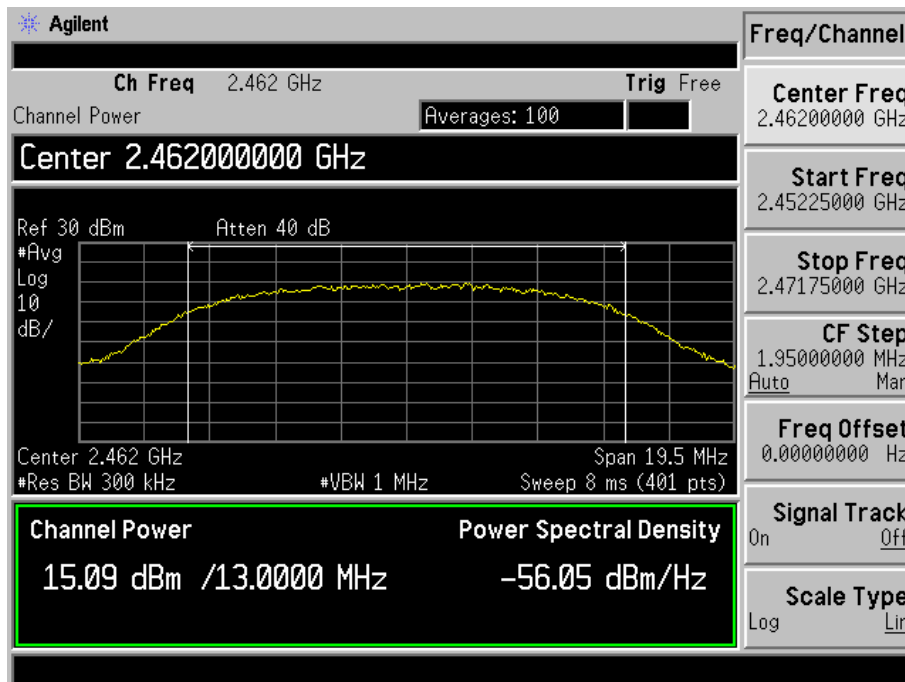 Agilent
Ch Freq 2.462 GHz Trig Free
Channel Power Averages: 100
Center 2.462000000 GHz
Ref 30 dBm Atten 40 dB
#Avg
Log
10
dB/
Center 2.462 GHz Span 19.5 MHz
#Res BW 300 kHz #VBW 1 MHz Sweep 8 ms (401 pts)
Channel Power Power Spectral Density
15.09 dBm /13.0000 MHz -56.05 dBm/Hz
Freq/Channel
Center Freq
2.46200000 GHz
Start Freq
2.45225000 GHz
Stop Freq
2.47175000 GHz
CF Step
1.95000000 MHz
Auto Man
Freq Offset
0.00000000 Hz
Signal Track
On Off
Scale Type
Log Lin